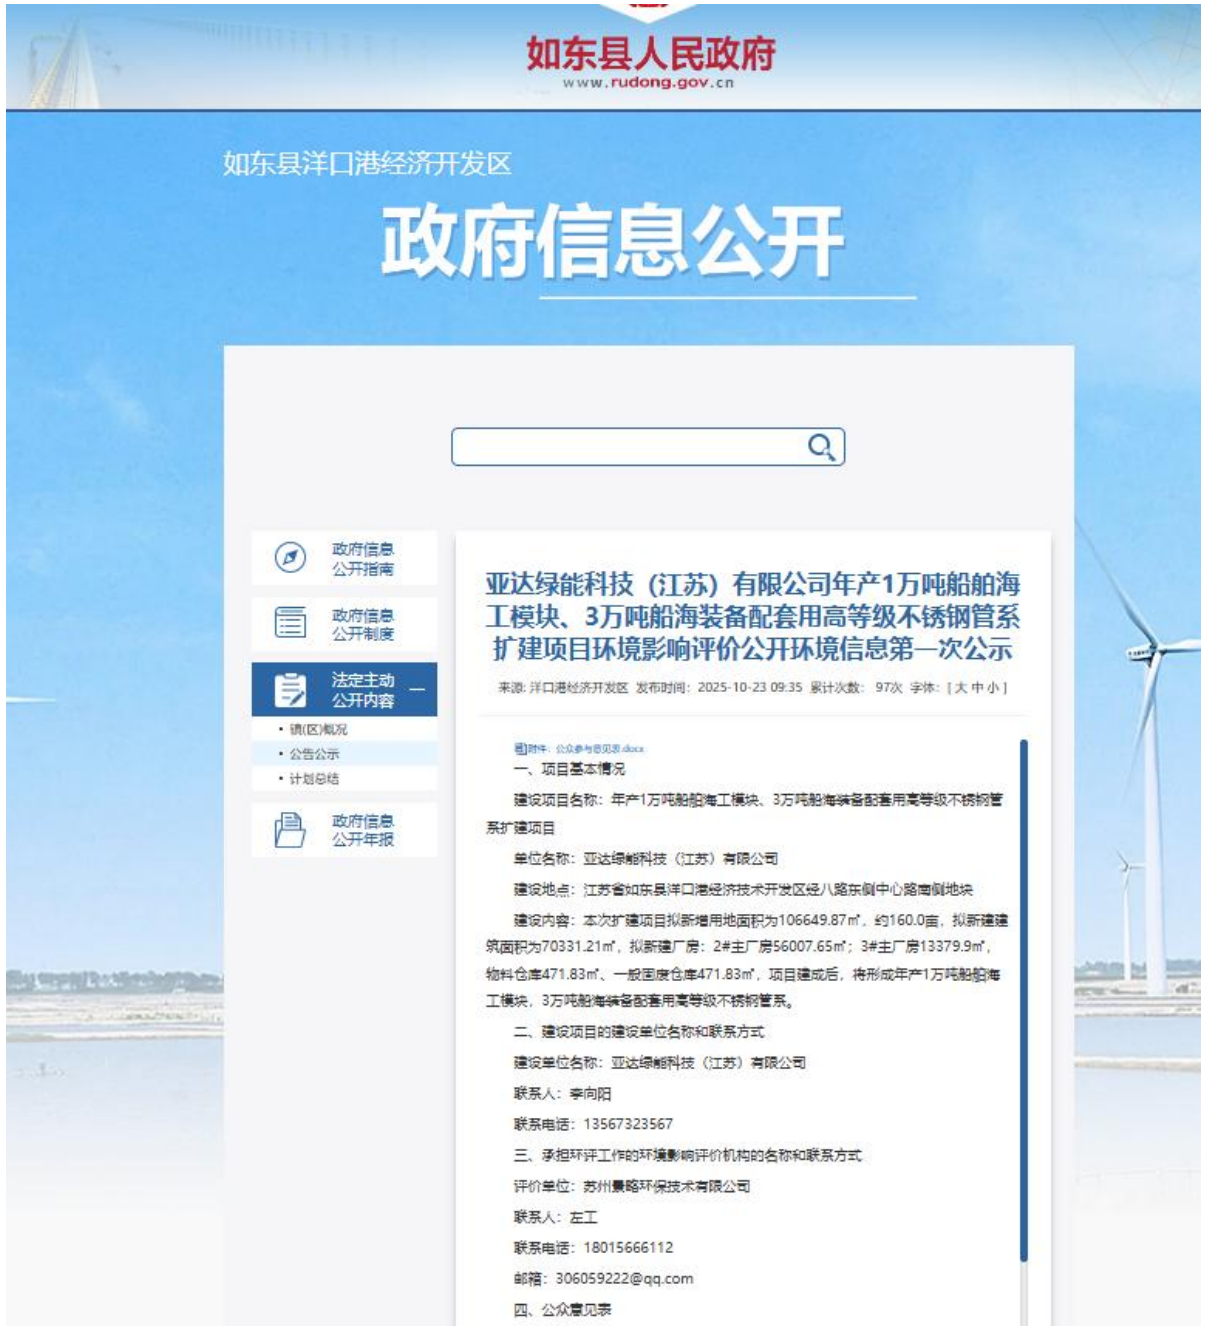 如东县人民政府
www.rudong.gov.cn
如东县洋口港经济开发区
政府信息公开
政府信息
公开指南
政府信息
公开制度
法定主动
公开内容
• 镇(区)概况
• 公告公示
• 计划总结
政府信息
公开年报
亚达绿能科技（江苏）有限公司年产1万吨船舶海
工模块、3万吨船海装备配套用高等级不锈钢管系
扩建项目环境影响评价公开环境信息第一次公示
来源: 洋口港经济开发区 发布时间：2025-10-23 09:35 累计次数： 97次 字体：[ 大 中 小 ]
附件：公众参与意见表.docx
一、项目基本情况
建设项目名称：年产1万吨船舶海工模块、3万吨船海装备配套用高等级不锈钢管
系扩建项目
单位名称：亚达绿能科技（江苏）有限公司
建设地点：江苏省如东县洋口港经济技术开发区经八路东侧中心路南侧地块
建设内容：本次扩建项目拟新增用地面积为106649.87㎡，约160.0亩，拟新建建
筑面积为70331.21㎡，拟新建厂房：2#主厂房56007.65㎡；3#主厂房13379.9㎡，
物料仓库471.83㎡、一般固废仓库471.83㎡，项目建成后，将形成年产1万吨船舶海
工模块，3万吨船海装备配套用高等级不锈钢管系。
二、建设项目的建设单位名称和联系方式
建设单位名称：亚达绿能科技（江苏）有限公司
联系人：李向阳
联系电话：13567323567
三、承担环评工作的环境影响评价机构的名称和联系方式
评价单位：苏州景略环保技术有限公司
联系人：左工
联系电话：18015666112
邮箱：306059222@qq.com
四、公众意见表